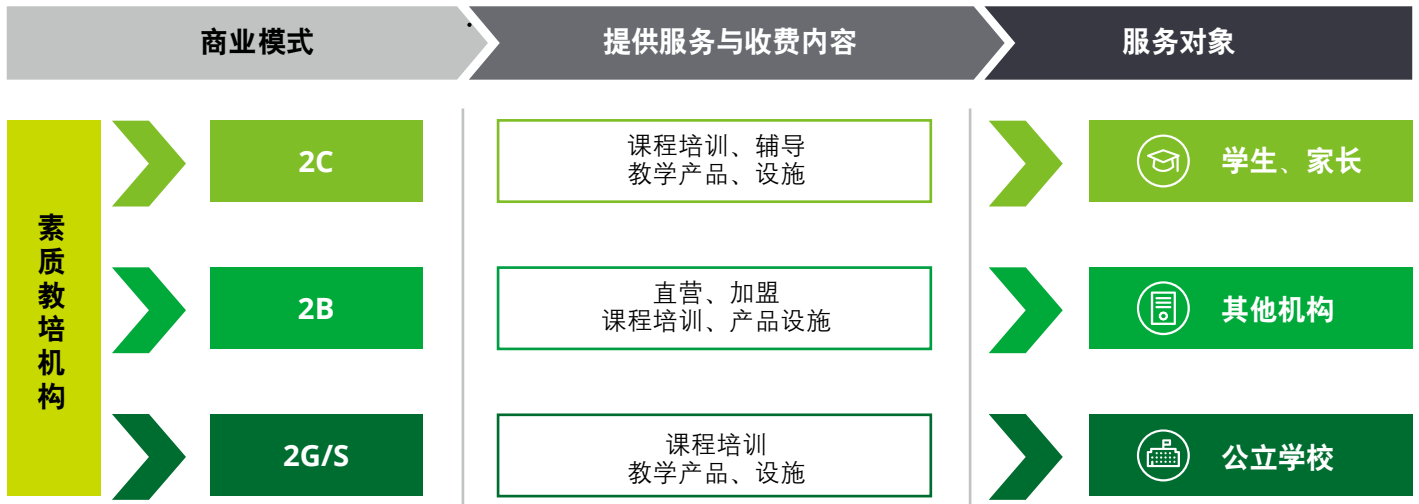 商业模式
提供服务与收费内容
服务对象
素质教培机构
2C
课程培训、辅导
教学产品、设施
学生、家长
2B
直营、加盟
课程培训、产品设施
其他机构
2G/S
课程培训
教学产品、设施
公立学校